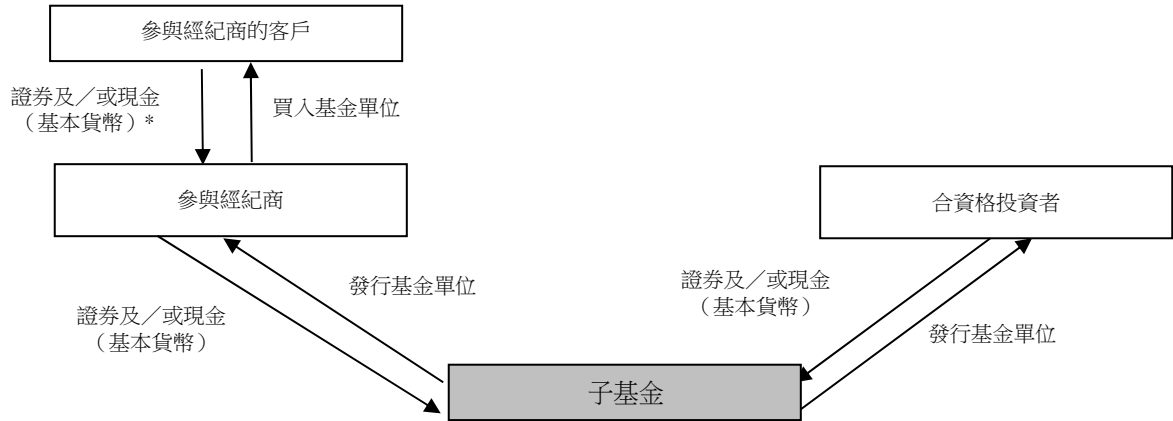 參與經紀商的客戶
證券及／或現金
（基本貨幣）*
買入基金單位
參與經紀商
合資格投資者
發行基金單位
證券及／或現金
（基本貨幣）
證券及／或現金
（基本貨幣）
發行基金單位
子基金